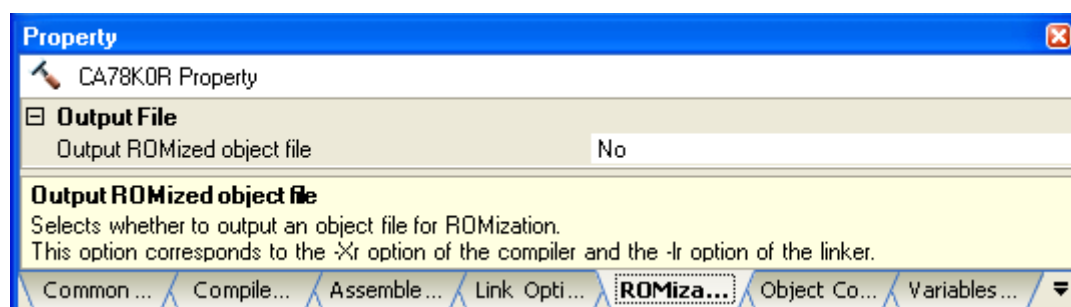 Property
CA78K0R Property
Output File
Output ROMized object file No
Output ROMized object file
Selects whether to output an object file for ROMization.
This option corresponds to the -Xr option of the compiler and the -lr option of the linker.
Common ... Compile... Assemble ... Link Opti... ROMiza... Object Co... Variables...